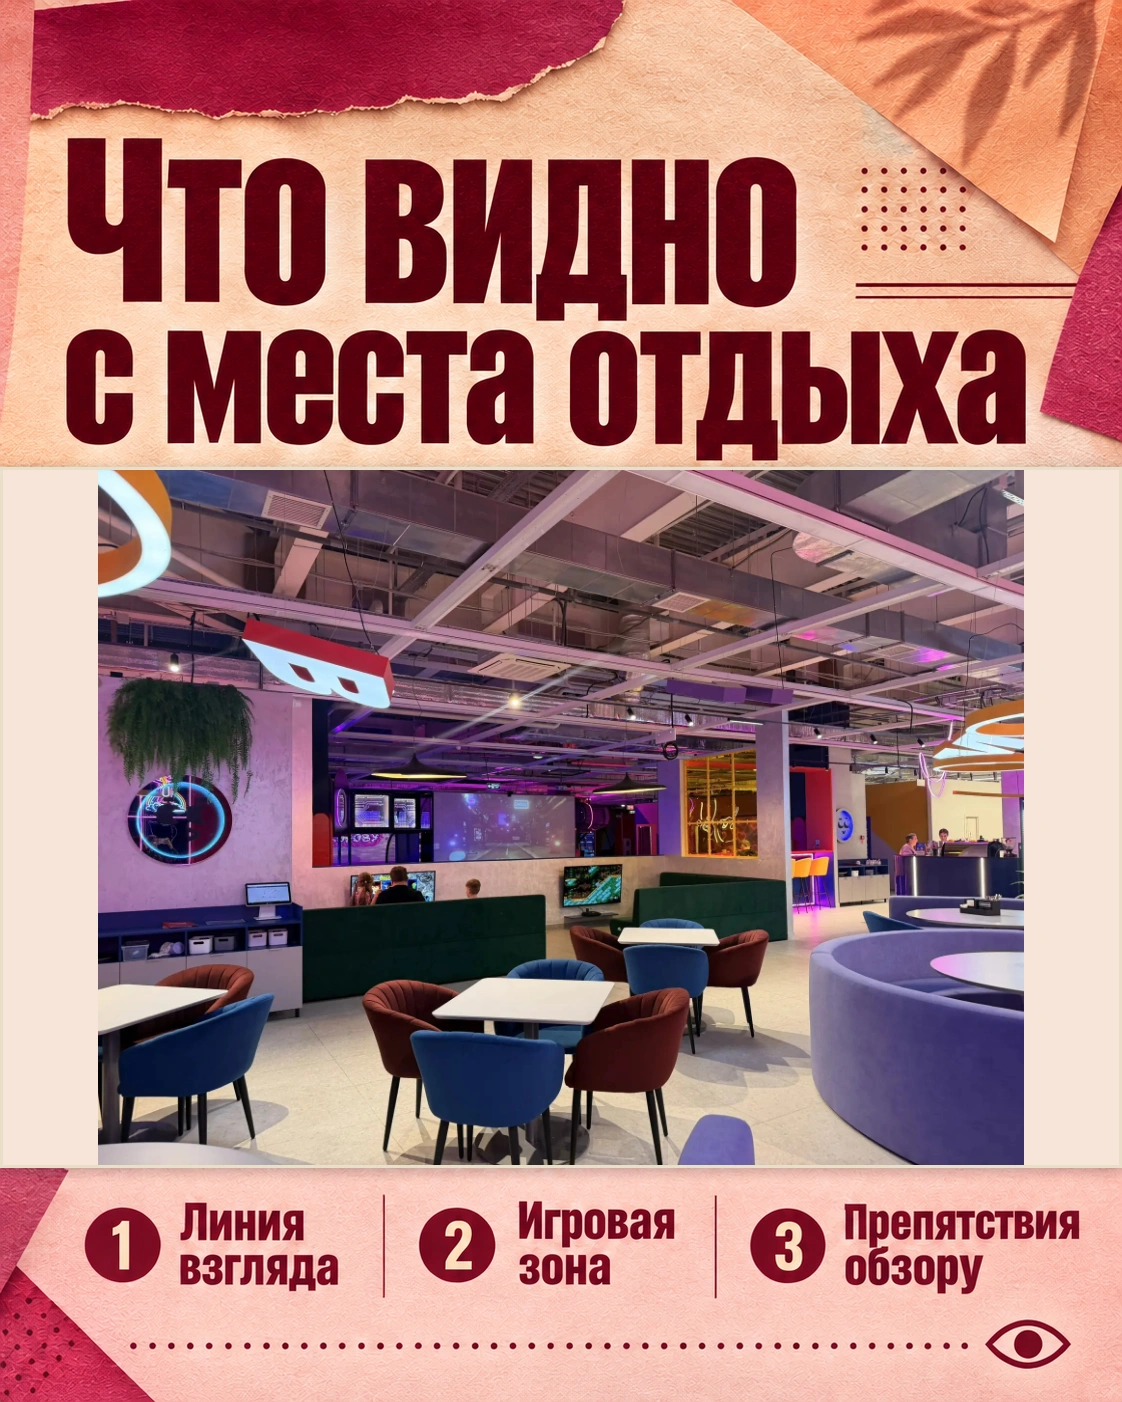 Что видно
с места отдыха
В
1 Линия
взгляда
2 Игровая
зона
3 Препятствия
обзору